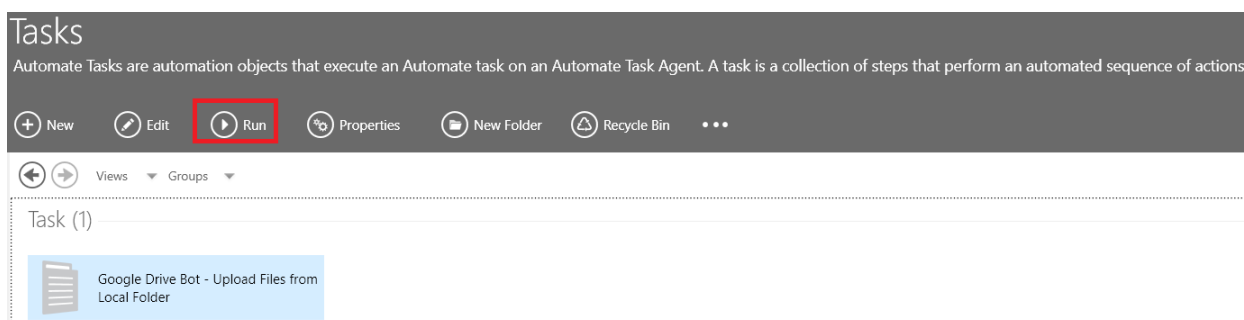 Tasks
Automate Tasks are automation objects that execute an Automate task on an Automate Task Agent. A task is a collection of steps that perform an automated sequence of actions
New Edit Run Properties New Folder Recycle Bin
Views Groups
Task (1)
Google Drive Bot - Upload Files from
Local Folder